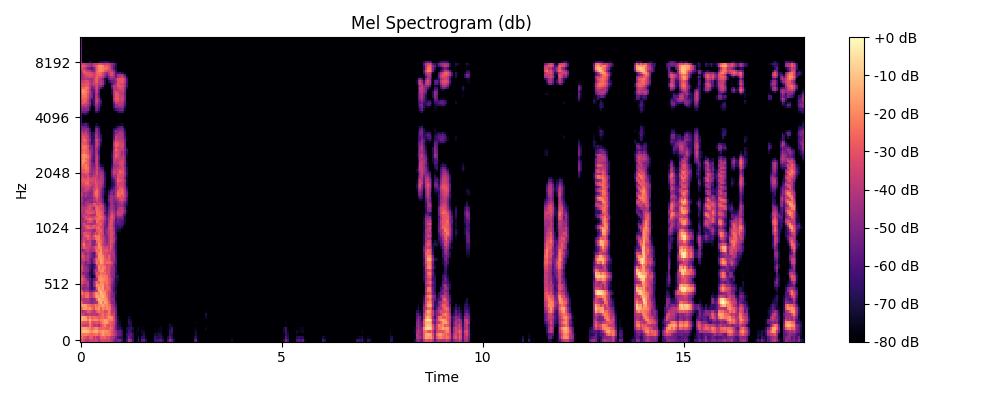 Mel Spectrogram (db)
8192
4096
2048
1024
512
0
Hz
0 5 10 15
Time
+0 dB
-10 dB
-20 dB
-30 dB
-40 dB
-50 dB
-60 dB
-70 dB
-80 dB